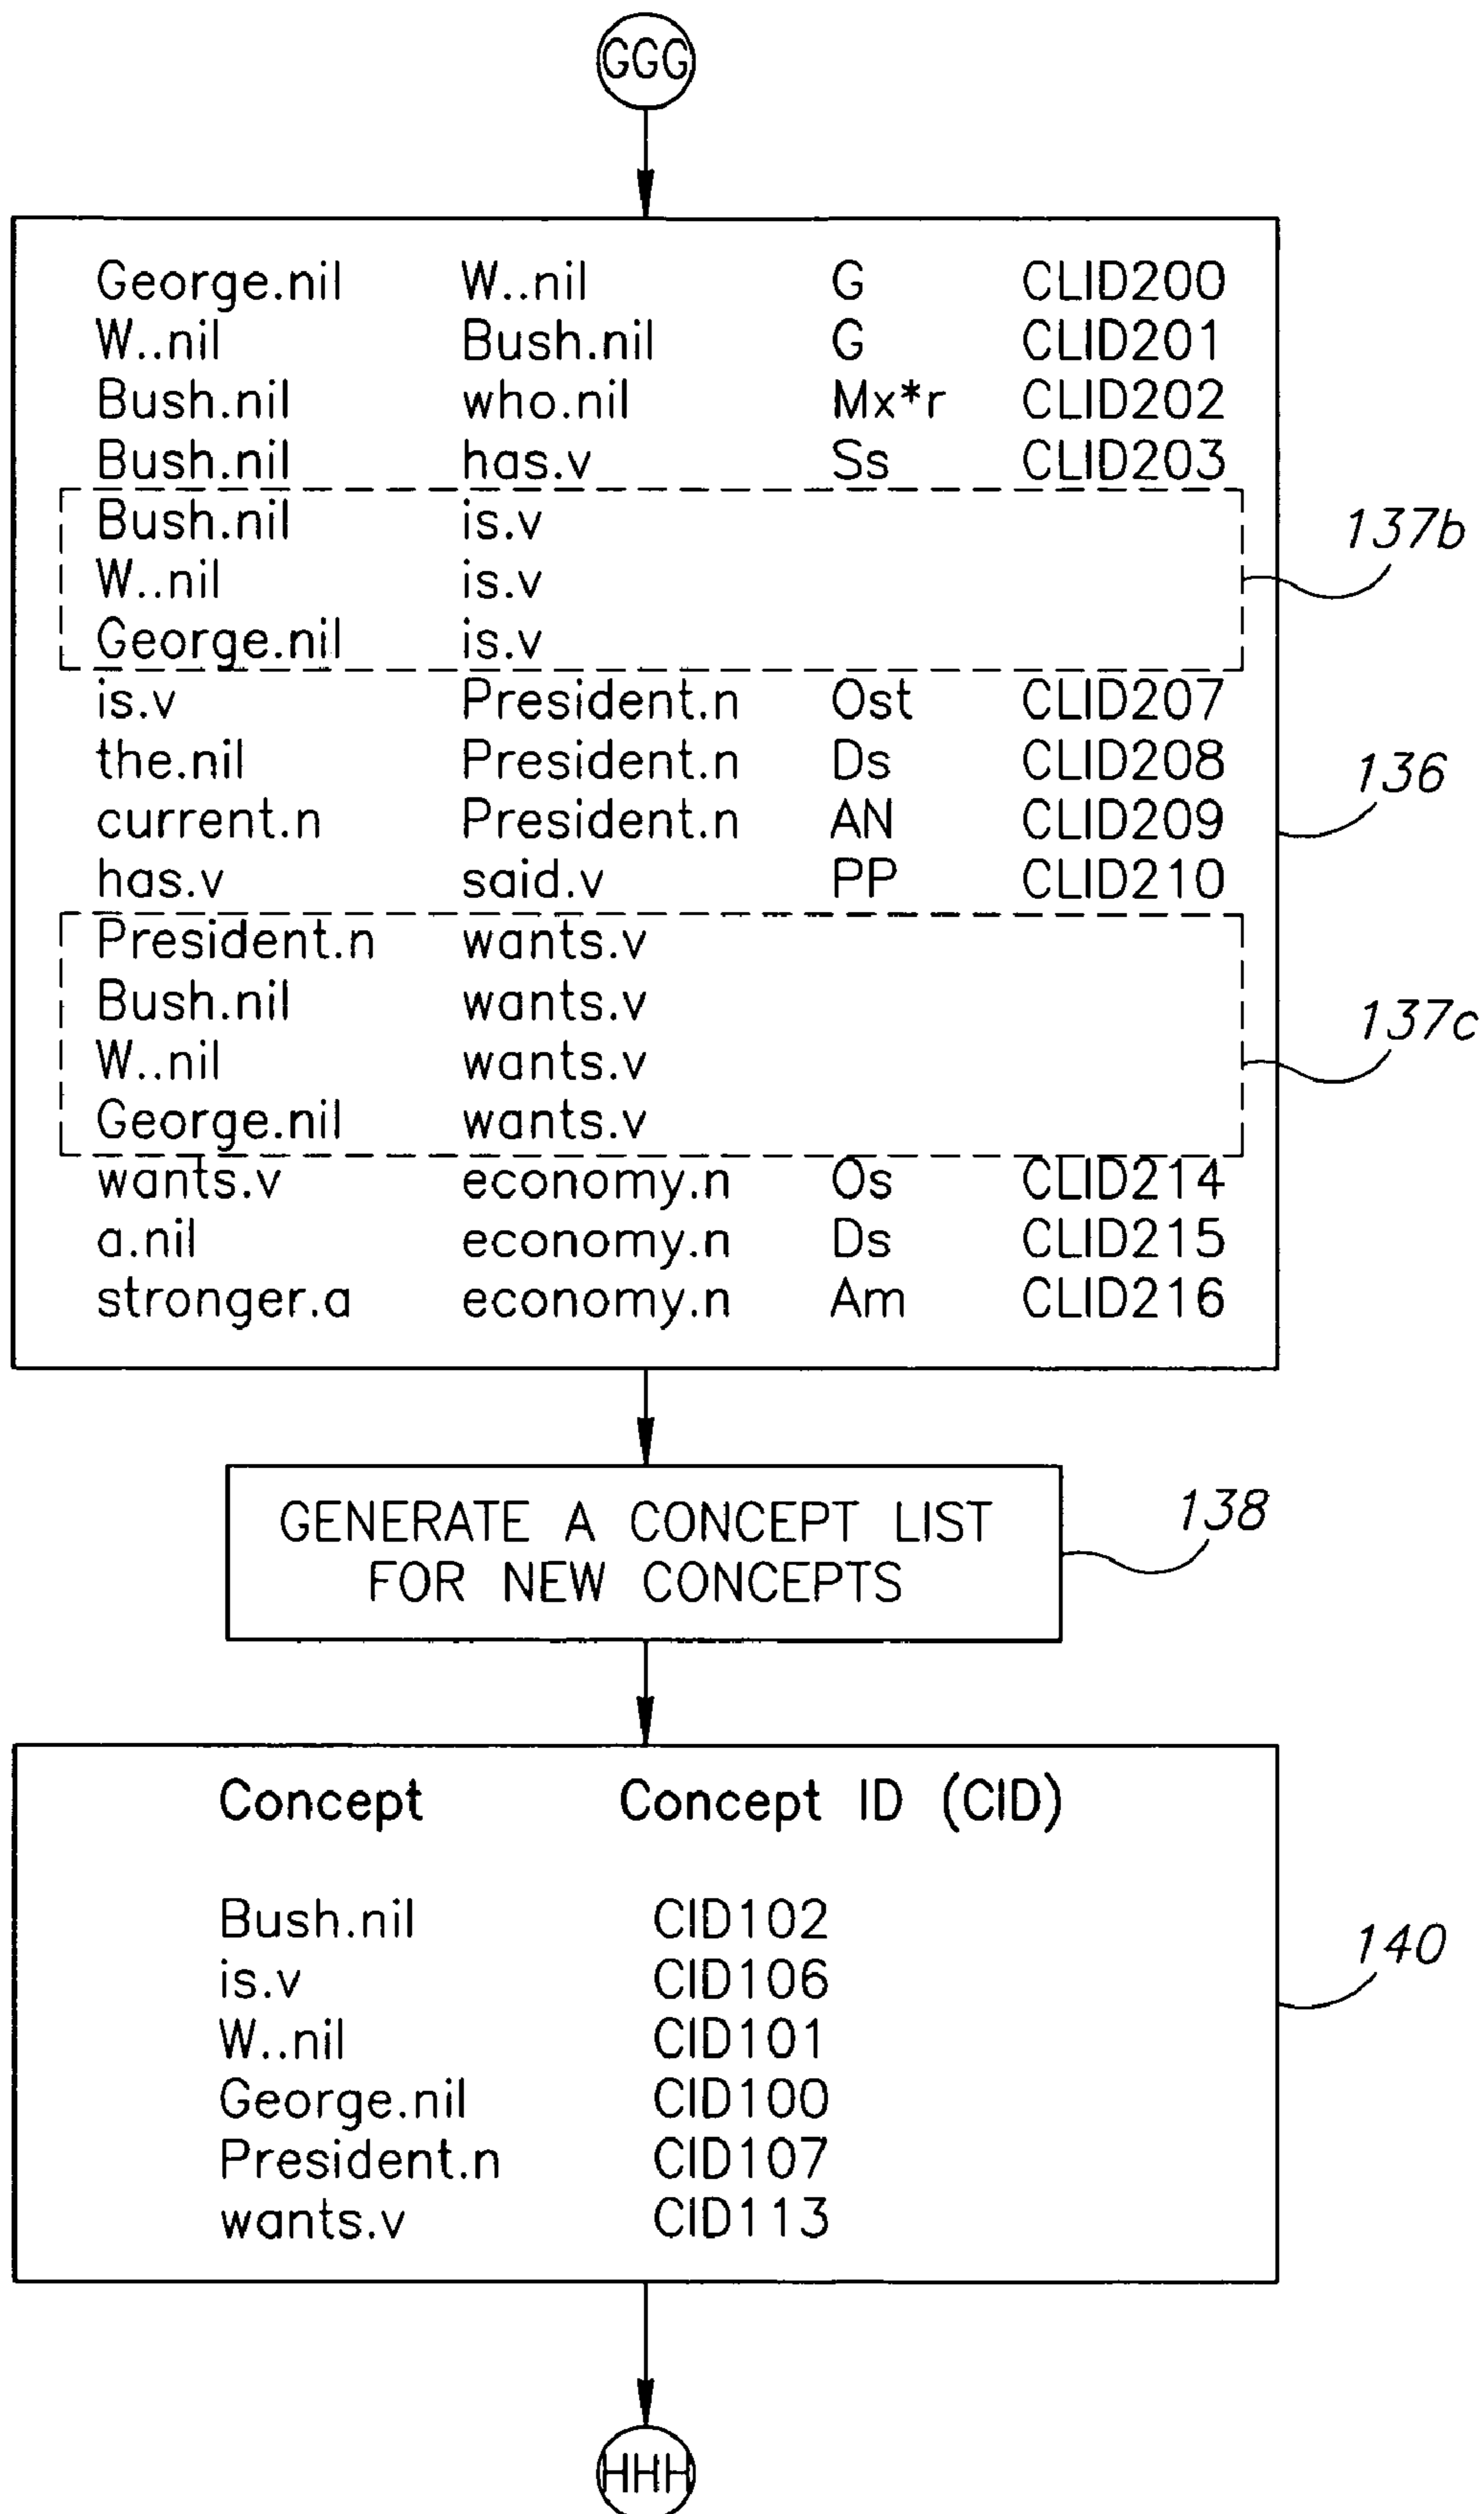 GGG
George.nil W..nil G CLID200
W..nil Bush.nil G CLID201
Bush.nil who.nil Mx*r CLID202
Bush.nil has.v Ss CLID203
Bush.nil is.v
137b
W..nil is.v
George.nil is.v
is.v President.n Ost CLID207
the.nil President.n Ds CLID208
136
current.n President.n AN CLID209
has.v said.v PP CLID210
President.n wants.v
Bush.nil wants.v
137c
W..nil wants.v
George.nil wants.v
wants.v economy.n Os CLID214
a.nil economy.n Ds CLID215
stronger.a economy.n Am CLID216
GENERATE A CONCEPT LIST
138
FOR NEW CONCEPTS
Concept Concept ID (CID)
Bush.nil CID102
140
is.v CID106
W..nil CID101
George.nil CID100
President.n CID107
wants.v CID113
HHH